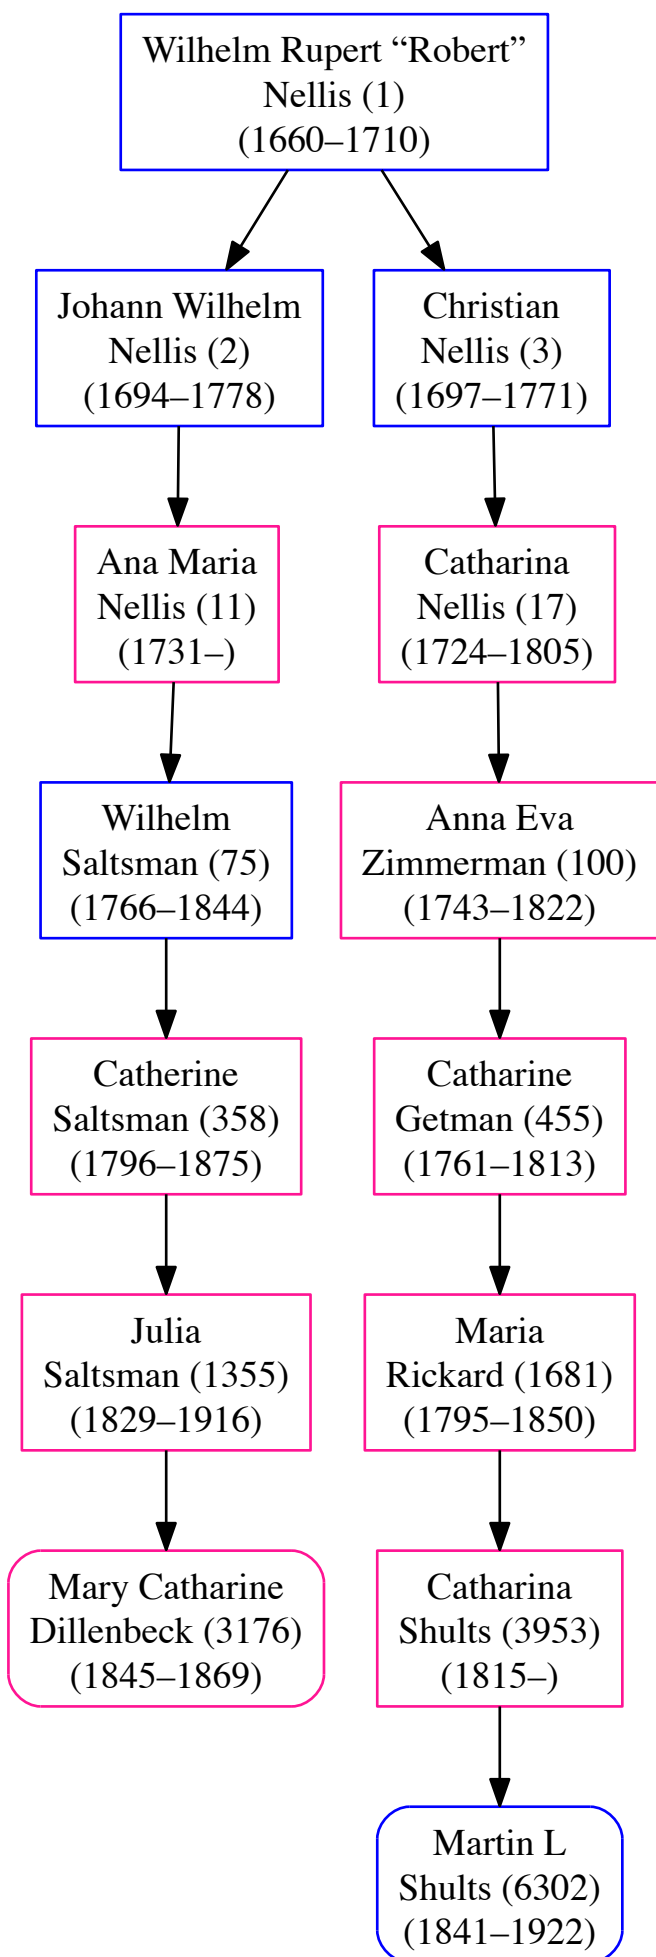 Wilhelm Rupert “Robert”
Nellis (1)
(1660–1710)
Johann Wilhelm
Nellis (2)
(1694–1778)
Christian
Nellis (3)
(1697–1771)
Ana Maria
Nellis (11)
(1731–)
Catharina
Nellis (17)
(1724–1805)
Wilhelm
Saltsman (75)
(1766–1844)
Anna Eva
Zimmerman (100)
(1743–1822)
Catherine
Saltsman (358)
(1796–1875)
Catharine
Getman (455)
(1761–1813)
Julia
Saltsman (1355)
(1829–1916)
Maria
Rickard (1681)
(1795–1850)
Mary Catharine
Dillenbeck (3176)
(1845–1869)
Catharina
Shults (3953)
(1815–)
Martin L
Shults (6302)
(1841–1922)